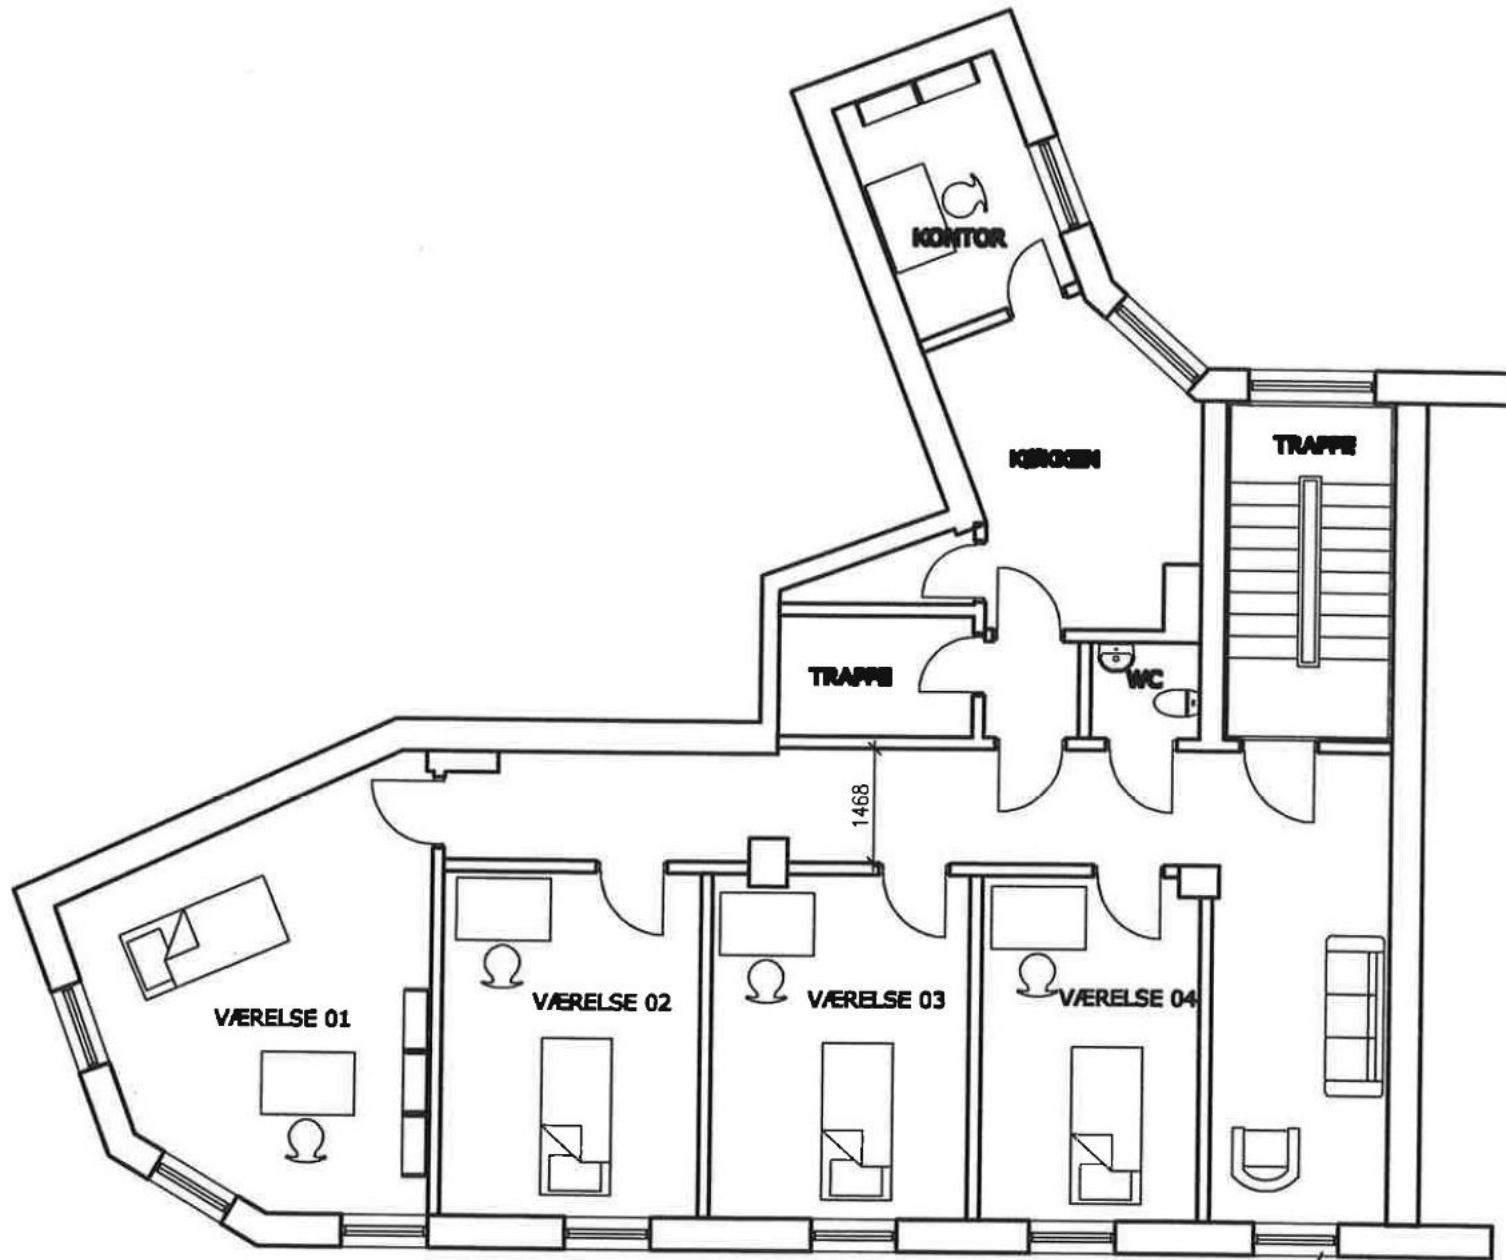 KONTOR
TRAPPE
KØKKEN
TRAPPE
WC
1468
VÆRELSE 01
VÆRELSE 02
VÆRELSE 03
VÆRELSE 04